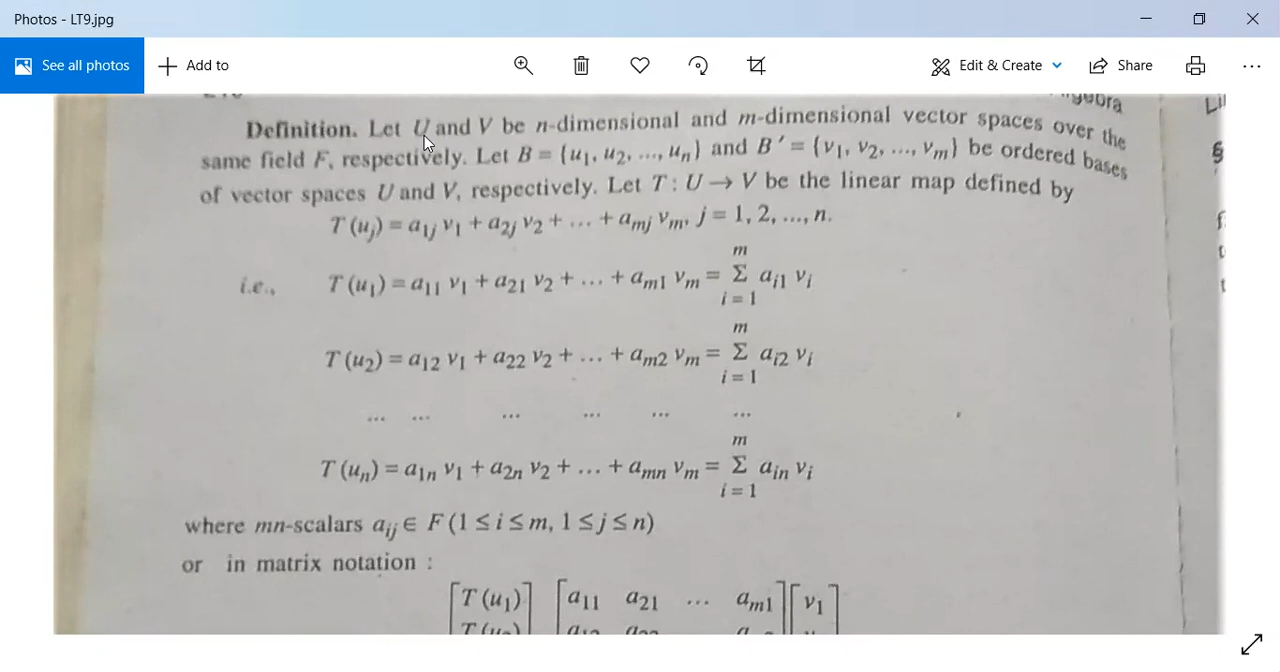 Photos - LT9.jpg
See all photos
Add to
Edit & Create
Share
Definition. Let U and V be n-dimensional and m-dimensional vector spaces over the
same field F, respectively. Let B = {u₁, u₂, ..., uₙ} and B′ = {v₁, v₂, ..., vₘ} be ordered bases
of vector spaces U and V, respectively. Let T : U → V be the linear map defined by
T (uⱼ) = a₁ⱼ v₁ + a₂ⱼ v₂ + ... + aₘⱼ vₘ, j = 1, 2, ..., n.
i.e., T (u₁) = a₁₁ v₁ + a₂₁ v₂ + ... + aₘ₁ vₘ = m Σ i = 1 aᵢ₁ vᵢ
T (u₂) = a₁₂ v₁ + a₂₂ v₂ + ... + aₘ₂ vₘ = m Σ i = 1 aᵢ₂ vᵢ
... ... ... ... ... ...
T (uₙ) = a₁ₙ v₁ + a₂ₙ v₂ + ... + aₘₙ vₘ = m Σ i = 1 aᵢₙ vᵢ
where mn-scalars aᵢⱼ ∈ F (1 ≤ i ≤ m, 1 ≤ j ≤ n)
or in matrix notation :
[T (u₁)] [a₁₁ a₂₁ ... aₘ₁] [v₁]